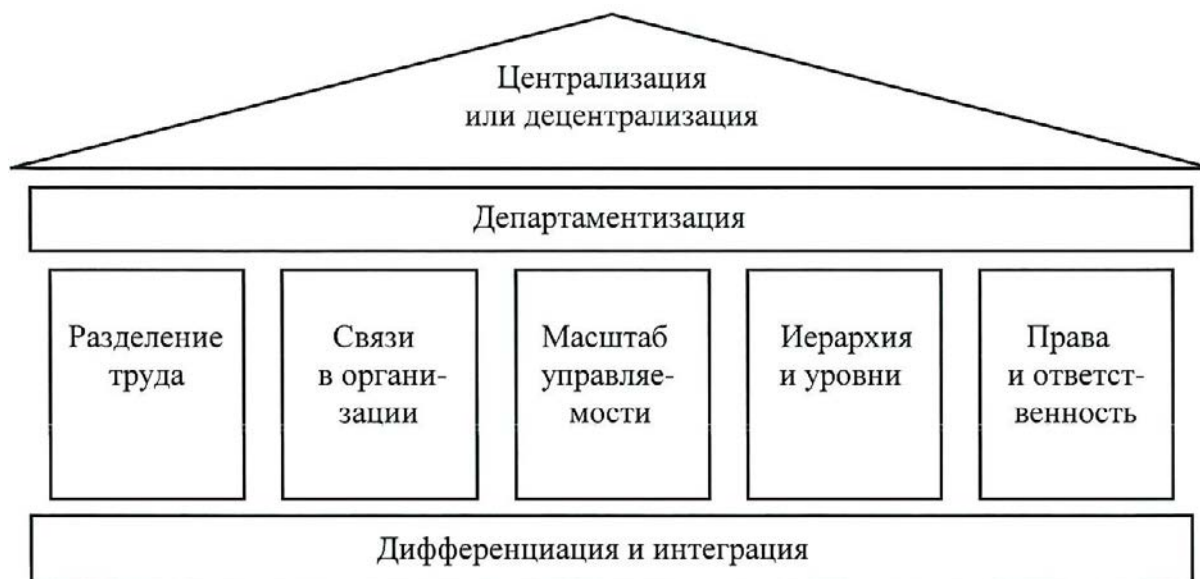 Централизация
или децентрализация
Департаментизация
Разделение
труда
Связи
в органи-
зации
Масштаб
управляе-
мости
Иерархия
и уровни
Права
и ответст-
венность
Дифференциация и интеграция